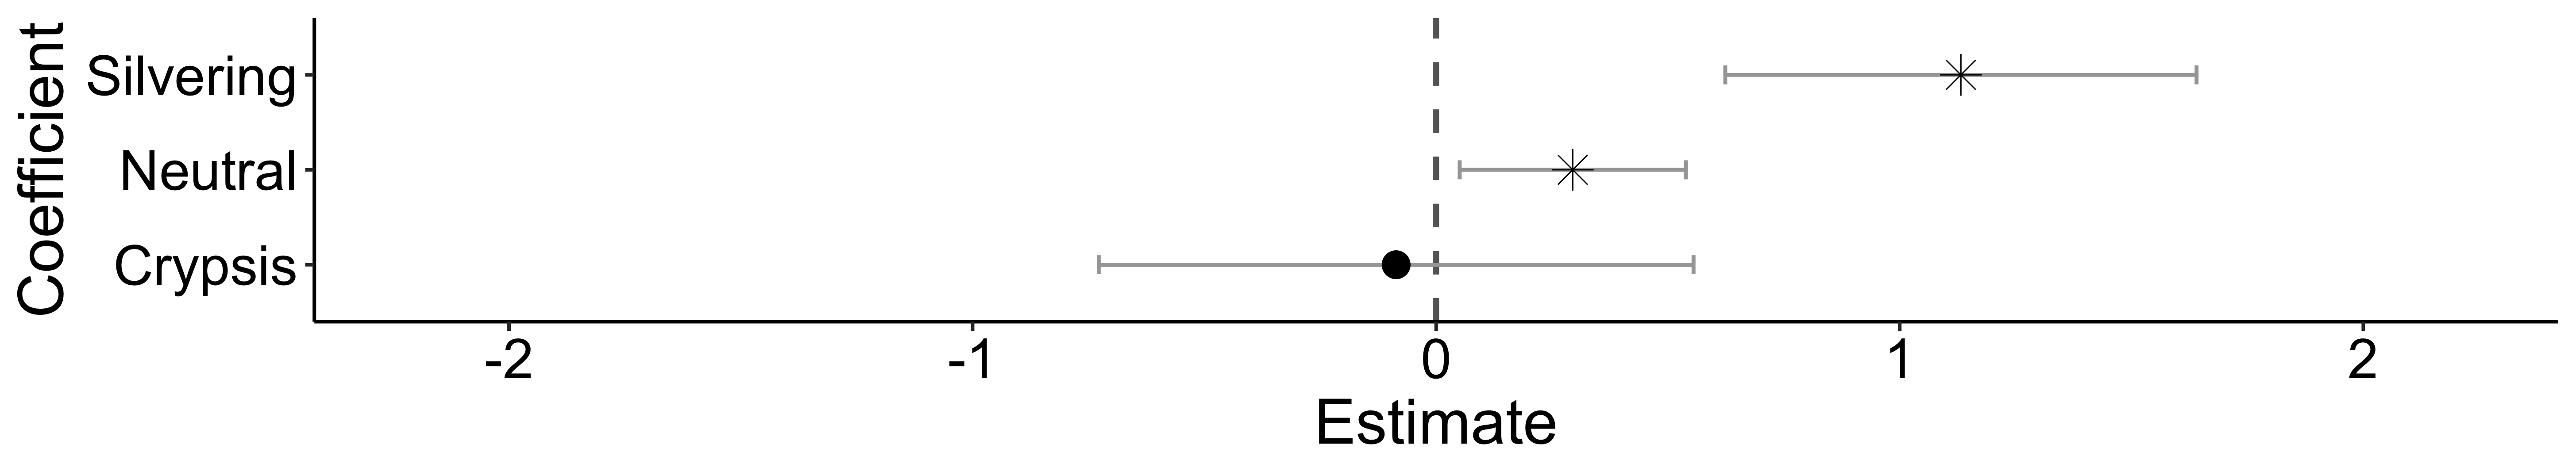 Coefficient
Silvering
Neutral
Crypsis
-2 -1 0 1 2
Estimate